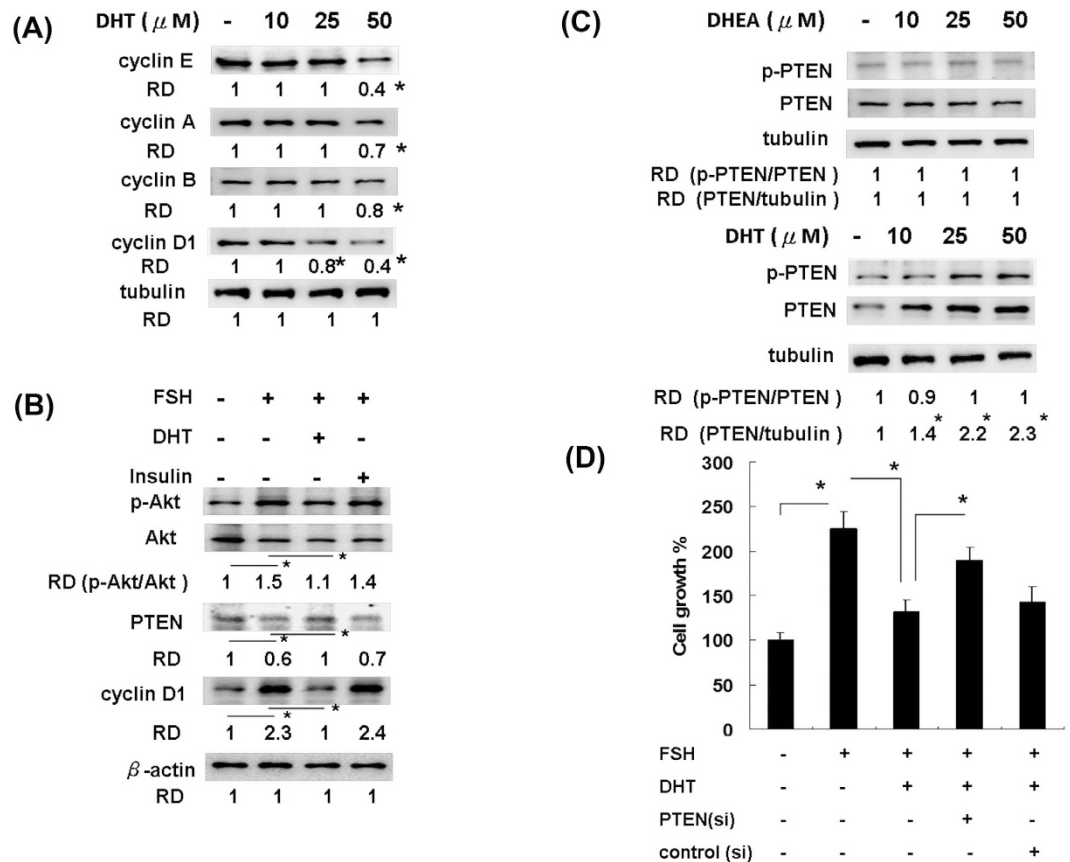 (A)
DHT (μ M) - 10 25 50
cyclin E
RD 1 1 1 0.4 *
cyclin A
RD 1 1 1 0.7 *
cyclin B
RD 1 1 1 0.8 *
cyclin D1
RD 1 1 0.8 * 0.4 *
tubulin
RD 1 1 1 1
(B)
FSH - + + +
DHT - - + -
Insulin - - - +
p-Akt
Akt
*
*
RD (p-Akt/Akt ) 1 1.5 1.1 1.4
PTEN
*
*
RD 1 0.6 1 0.7
cyclin D1
*
*
RD 1 2.3 1 2.4
β-actin
RD 1 1 1 1
(C)
DHEA (μ M) - 10 25 50
p-PTEN
PTEN
tubulin
RD (p-PTEN/PTEN ) 1 1 1 1
RD (PTEN/tubulin ) 1 1 1 1
DHT (μ M) - 10 25 50
p-PTEN
PTEN
tubulin
RD (p-PTEN/PTEN ) 1 0.9 1 1
RD (PTEN/tubulin ) 1 1.4 * 2.2 * 2.3 *
(D)
Cell growth %
300
250
200
150
100
50
0
* * *
FSH - + + + +
DHT - - + + +
PTEN(si) - - - + -
control (si) - - - - +